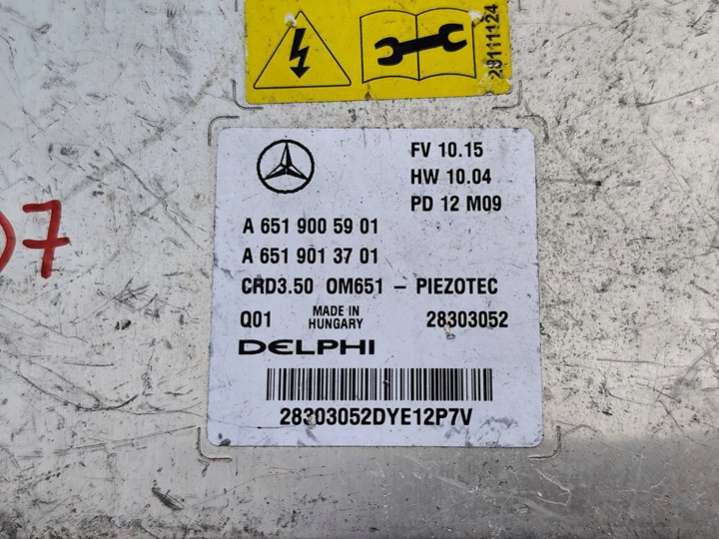 28111124
FV 10.15
HW 10.04
PD 12 M09
A 651 900 59 01
A 651 901 37 01
CRD3.50 OM651 – PIEZOTEC
Q01 MADE IN HUNGARY 28303052
DELPHI
28303052DYE12P7V
07